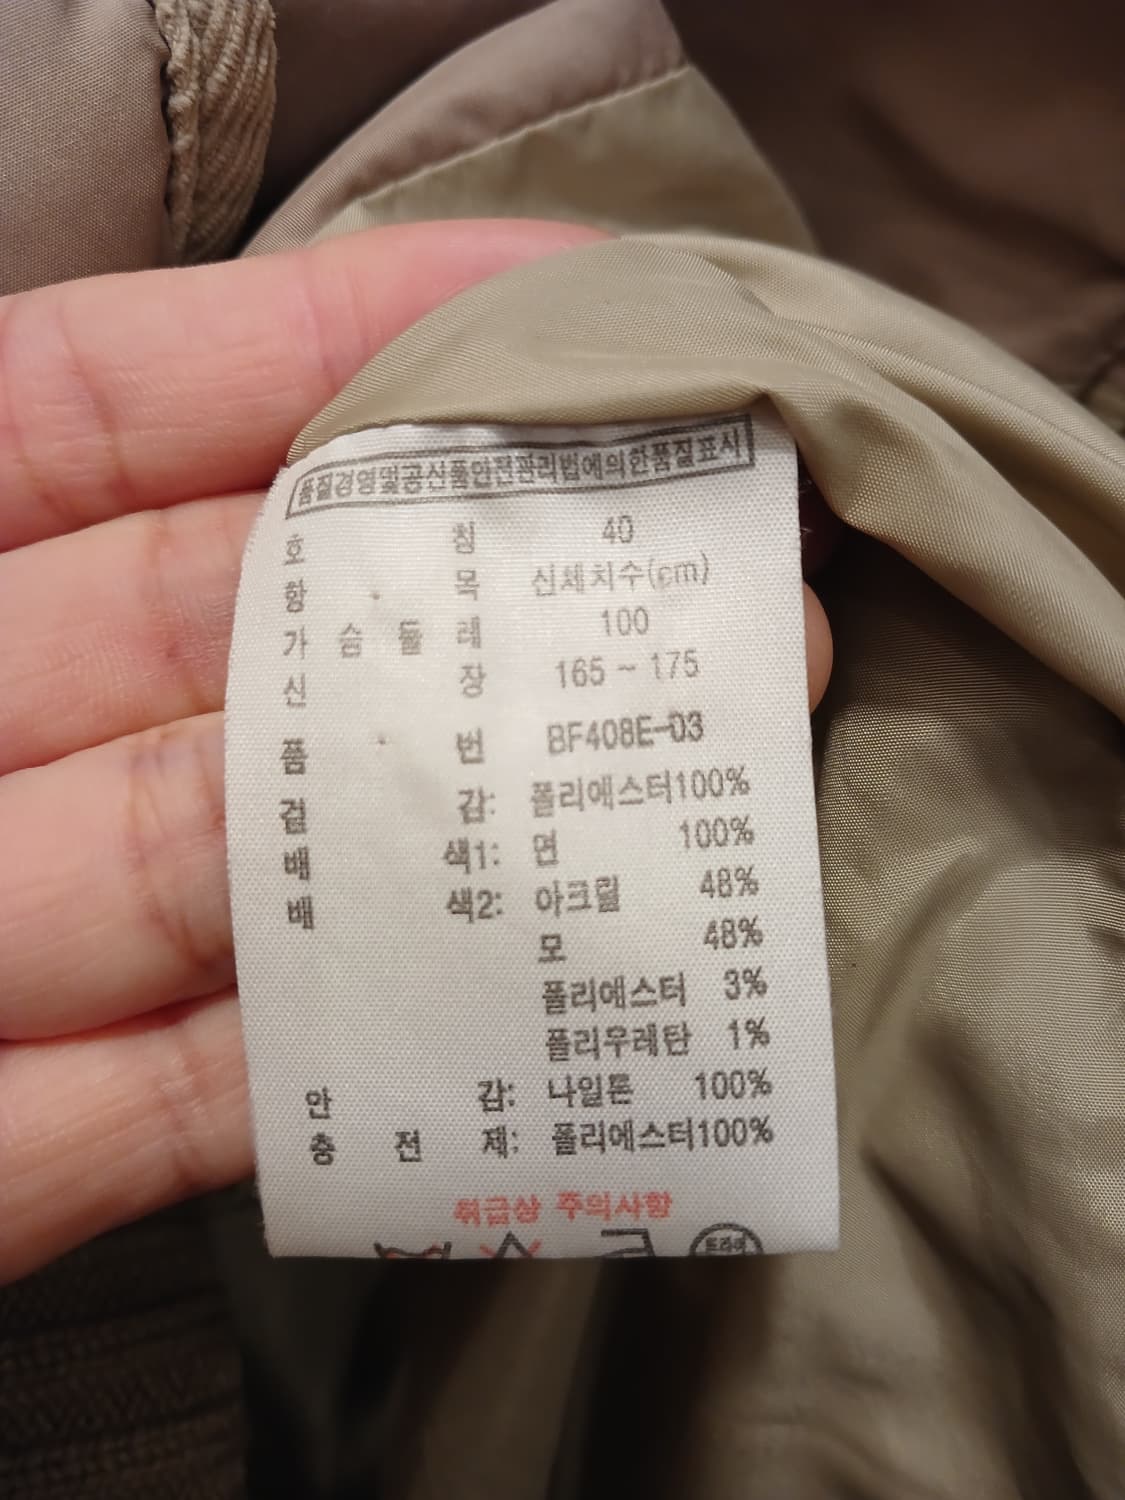 품질경영및공산품안전관리법에의한품질표시
호 칭 40
항 목 신체치수(cm)
가 슴 둘 레 100
신 장 165 ~ 175
품 번 BF408E-03
겉 감: 폴리에스터100%
배 색1: 면 100%
배 색2: 아크릴 48%
모 48%
폴리에스터 3%
폴리우레탄 1%
안 감: 나일론 100%
충 전 제: 폴리에스터100%
취급상 주의사항
드라이